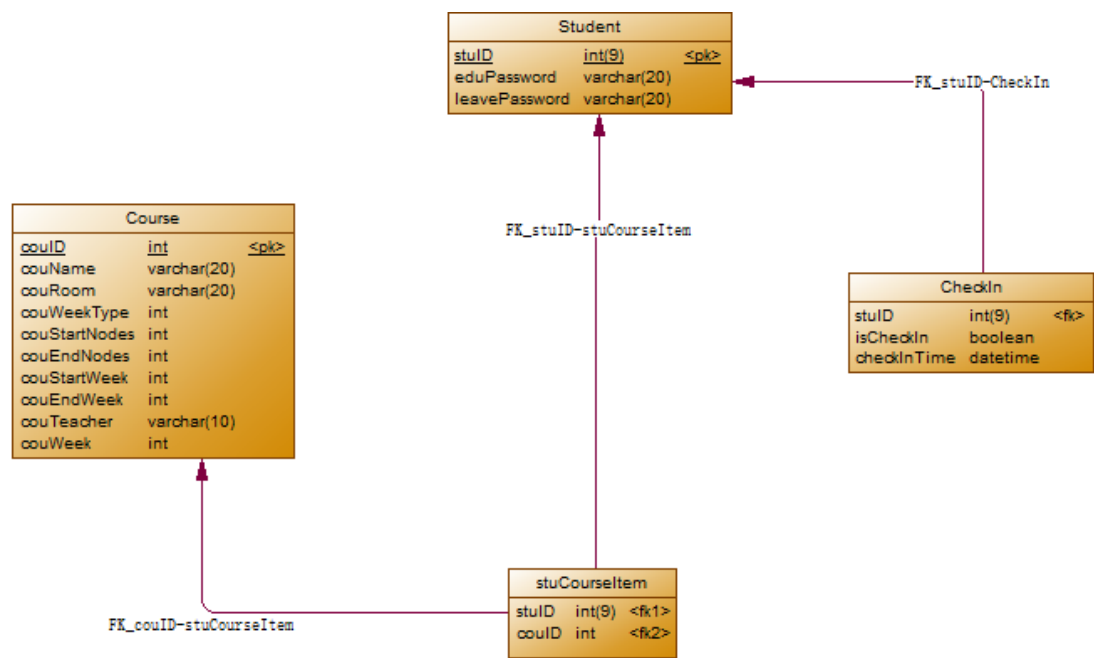 Student
stuID int(9) <pk>
eduPassword varchar(20)
leavePassword varchar(20)
FK_stuID-CheckIn
Course
couID int <pk>
couName varchar(20)
couRoom varchar(20)
couWeekType int
couStartNodes int
couEndNodes int
couStartWeek int
couEndWeek int
couTeacher varchar(10)
couWeek int
FK_stuID-stuCourseItem
CheckIn
stuID int(9) <fk>
isCheckIn boolean
checkInTime datetime
FK_couID-stuCourseItem
stuCourseItem
stuID int(9) <fk1>
couID int <fk2>